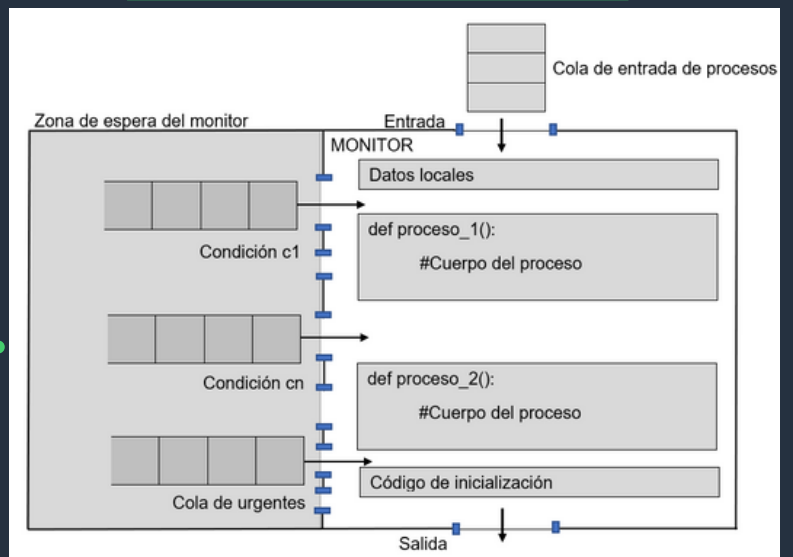 Cola de entrada de procesos
Zona de espera del monitor
Entrada
MONITOR
Datos locales
def proceso_1():
#Cuerpo del proceso
Condición c1
Condición cn
def proceso_2():
#Cuerpo del proceso
Cola de urgentes
Código de inicialización
Salida